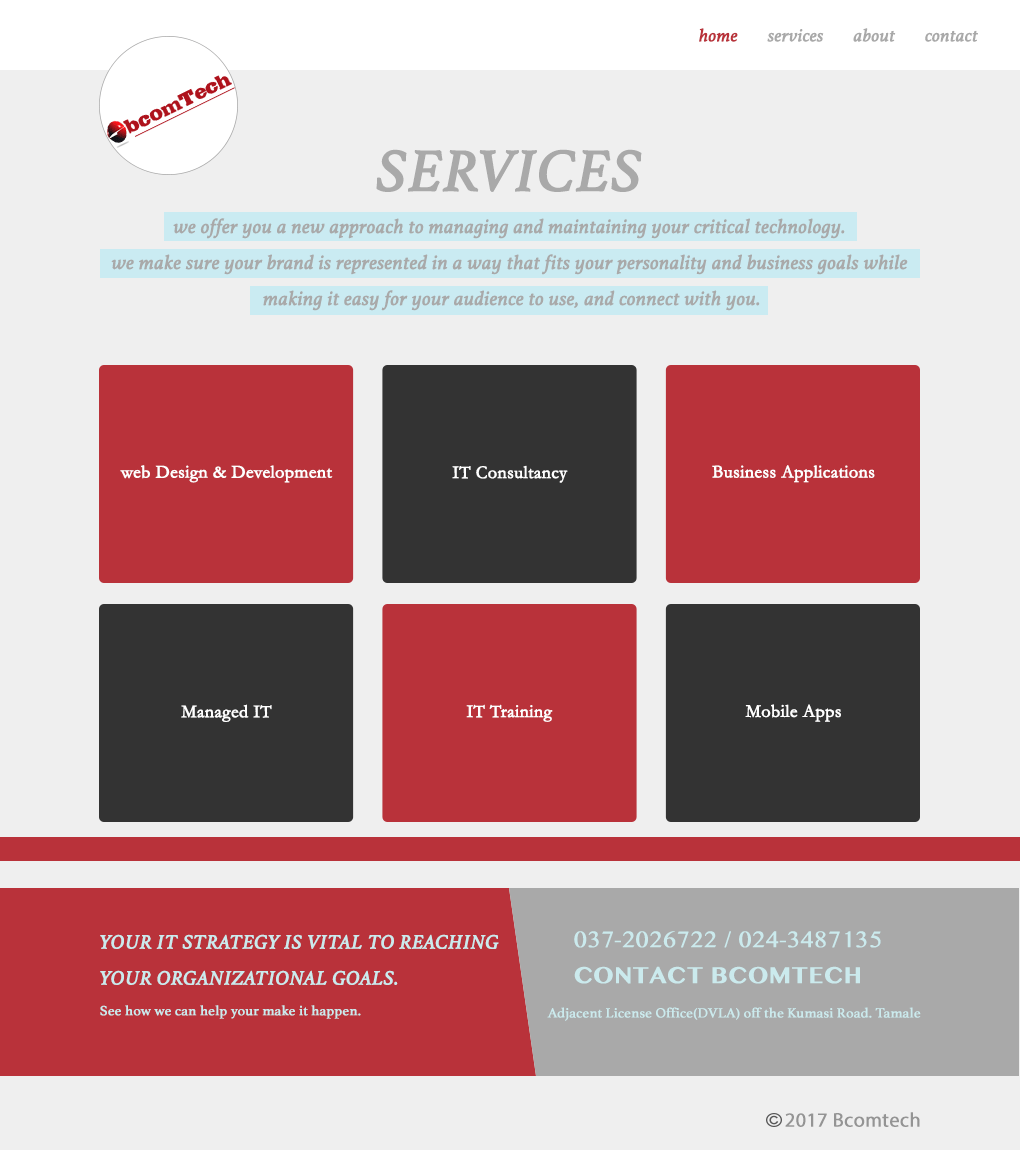 home services about contact
bcomTech
SERVICES
we offer you a new approach to managing and maintaining your critical technology.
we make sure your brand is represented in a way that fits your personality and business goals while
making it easy for your audience to use, and connect with you.
web Design & Development
IT Consultancy
Business Applications
Managed IT
IT Training
Mobile Apps
YOUR IT STRATEGY IS VITAL TO REACHING
YOUR ORGANIZATIONAL GOALS.
See how we can help your make it happen.
037-2026722 / 024-3487135
CONTACT BCOMTECH
Adjacent License Office(DVLA) off the Kumasi Road. Tamale
©2017 Bcomtech